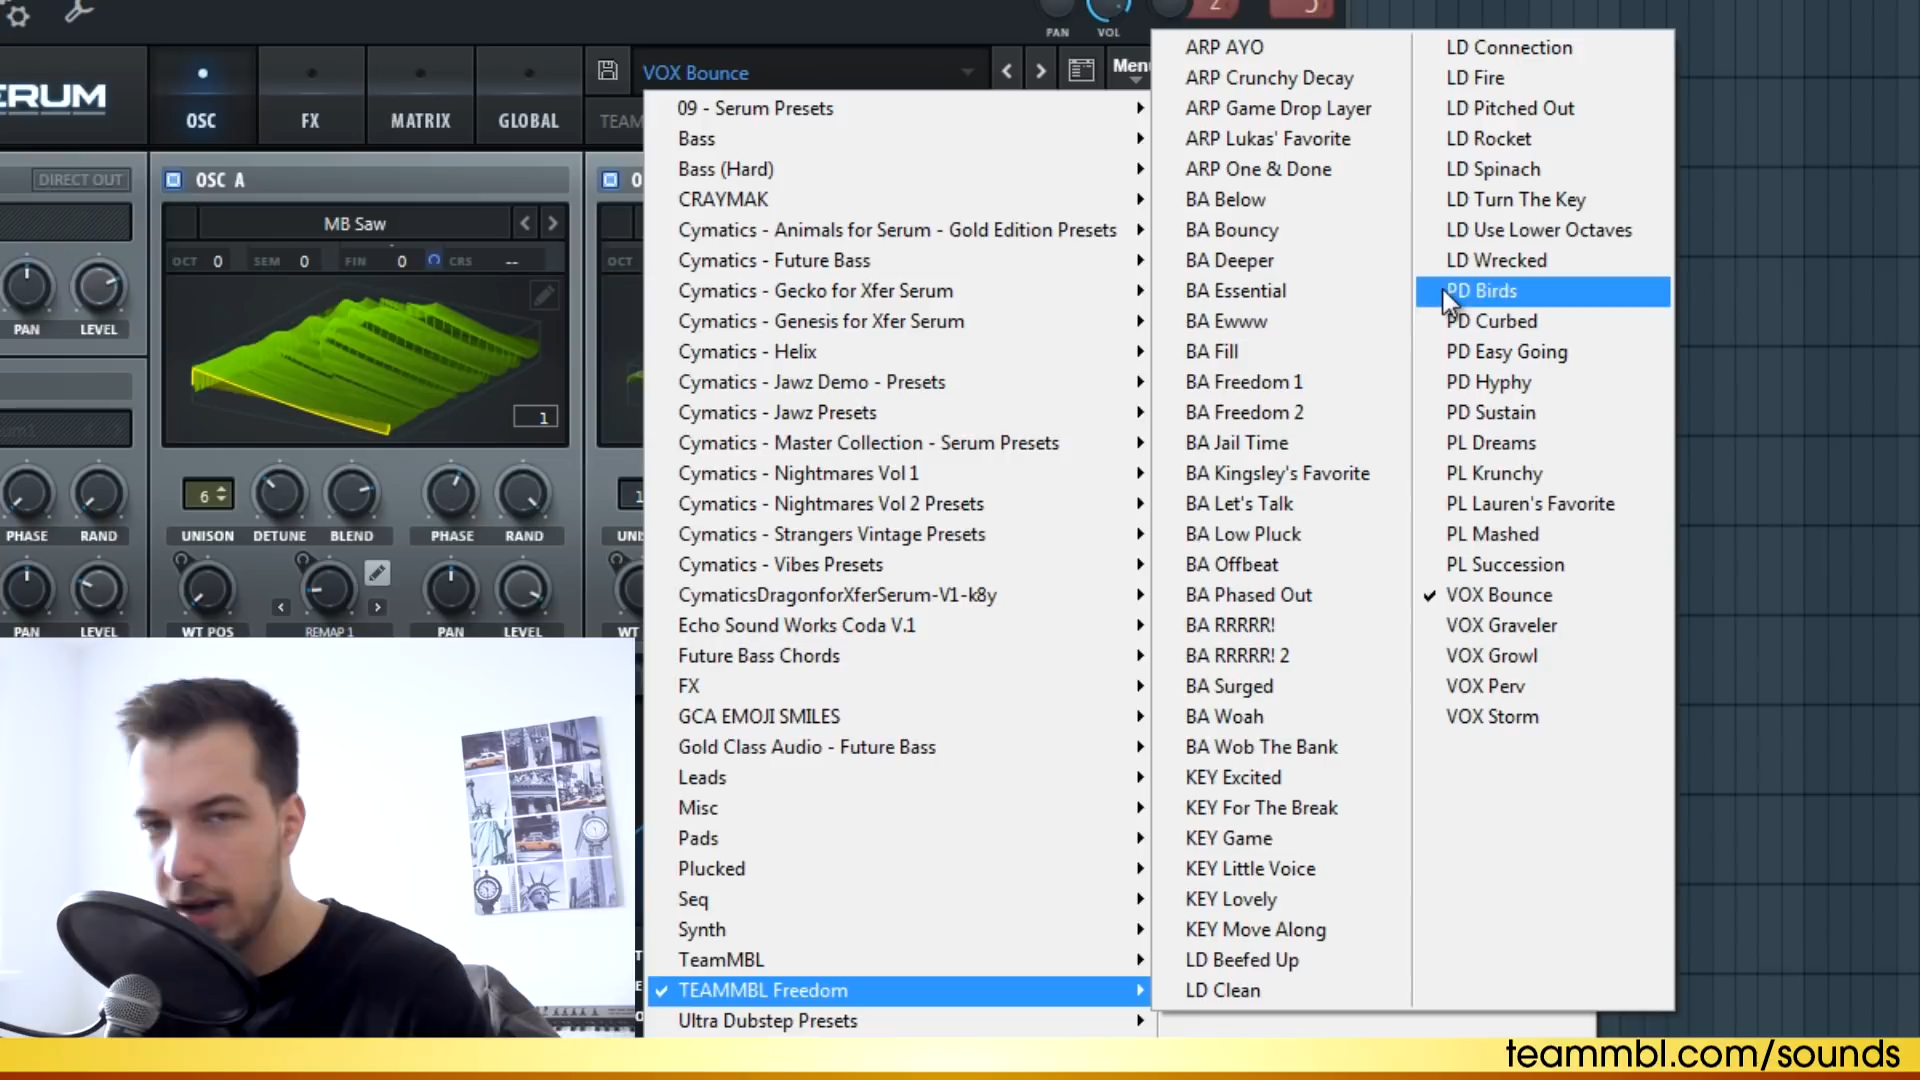 PAN VOL 2
SERUM
OSC FX MATRIX GLOBAL
VOX Bounce
Menu
TEAM
DIRECT OUT
OSC A
MB Saw
OCT 0 SEM 0 FIN 0 CRS --
OCT
1
PAN LEVEL
6
1
PHASE RAND
UNISON DETUNE BLEND PHASE RAND
UNIS
PAN LEVEL
WT POS REMAP 1 PAN LEVEL
WT
09 - Serum Presets
Bass
Bass (Hard)
CRAYMAK
Cymatics - Animals for Serum - Gold Edition Presets
Cymatics - Future Bass
Cymatics - Gecko for Xfer Serum
Cymatics - Genesis for Xfer Serum
Cymatics - Helix
Cymatics - Jawz Demo - Presets
Cymatics - Jawz Presets
Cymatics - Master Collection - Serum Presets
Cymatics - Nightmares Vol 1
Cymatics - Nightmares Vol 2 Presets
Cymatics - Strangers Vintage Presets
Cymatics - Vibes Presets
CymaticsDragonforXferSerum-V1-k8y
Echo Sound Works Coda V.1
Future Bass Chords
FX
GCA EMOJI SMILES
Gold Class Audio - Future Bass
Leads
Misc
Pads
Plucked
Seq
Synth
TeamMBL
TEAMMBL Freedom
Ultra Dubstep Presets
ARP AYO
ARP Crunchy Decay
ARP Game Drop Layer
ARP Lukas' Favorite
ARP One & Done
BA Below
BA Bouncy
BA Deeper
BA Essential
BA Ewww
BA Fill
BA Freedom 1
BA Freedom 2
BA Jail Time
BA Kingsley's Favorite
BA Let's Talk
BA Low Pluck
BA Offbeat
BA Phased Out
BA RRRRR!
BA RRRRR! 2
BA Surged
BA Woah
BA Wob The Bank
KEY Excited
KEY For The Break
KEY Game
KEY Little Voice
KEY Lovely
KEY Move Along
LD Beefed Up
LD Clean
LD Connection
LD Fire
LD Pitched Out
LD Rocket
LD Spinach
LD Turn The Key
LD Use Lower Octaves
LD Wrecked
PD Birds
PD Curbed
PD Easy Going
PD Hyphy
PD Sustain
PL Dreams
PL Krunchy
PL Lauren's Favorite
PL Mashed
PL Succession
VOX Bounce
VOX Graveler
VOX Growl
VOX Perv
VOX Storm
teammbl.com/sounds